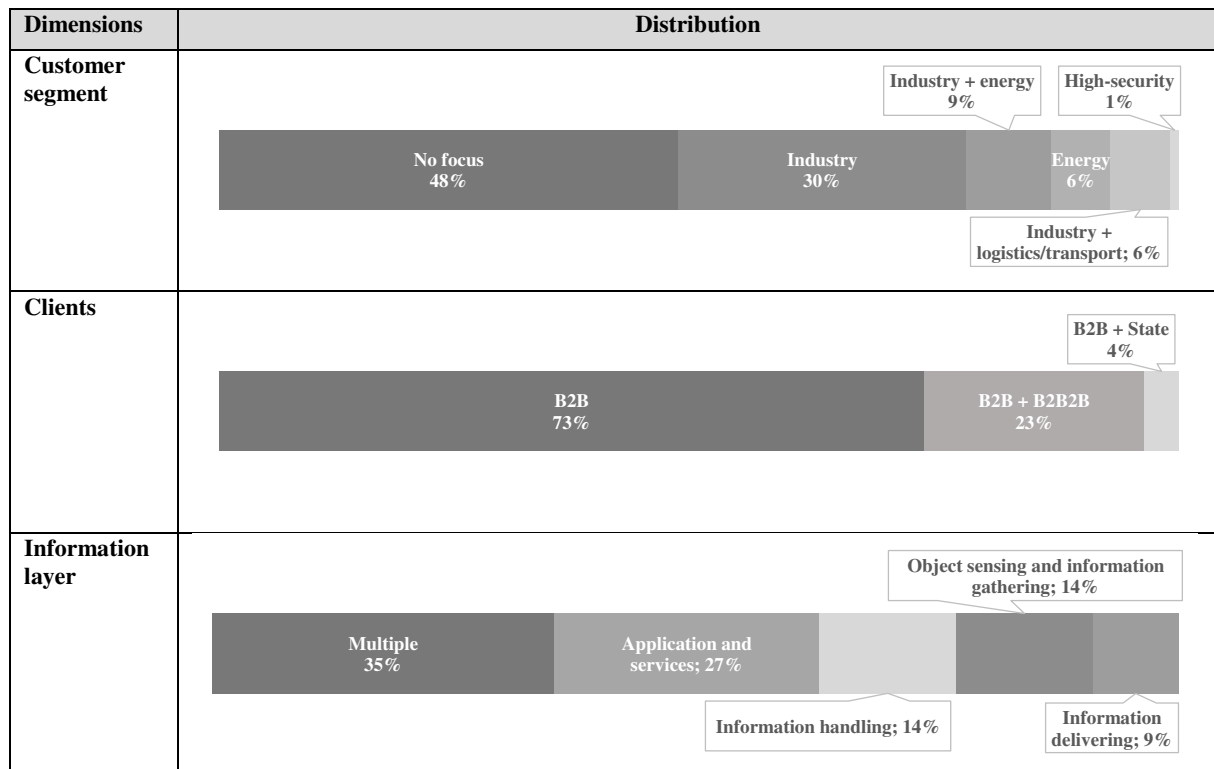 Dimensions
Distribution
Customer
segment
Industry + energy
9%
High-security
1%
No focus
48%
Industry
30%
Energy
6%
Industry +
logistics/transport; 6%
Clients
B2B + State
4%
B2B
73%
B2B + B2B2B
23%
Information
layer
Object sensing and information
gathering; 14%
Multiple
35%
Application and
services; 27%
Information handling; 14%
Information
delivering; 9%